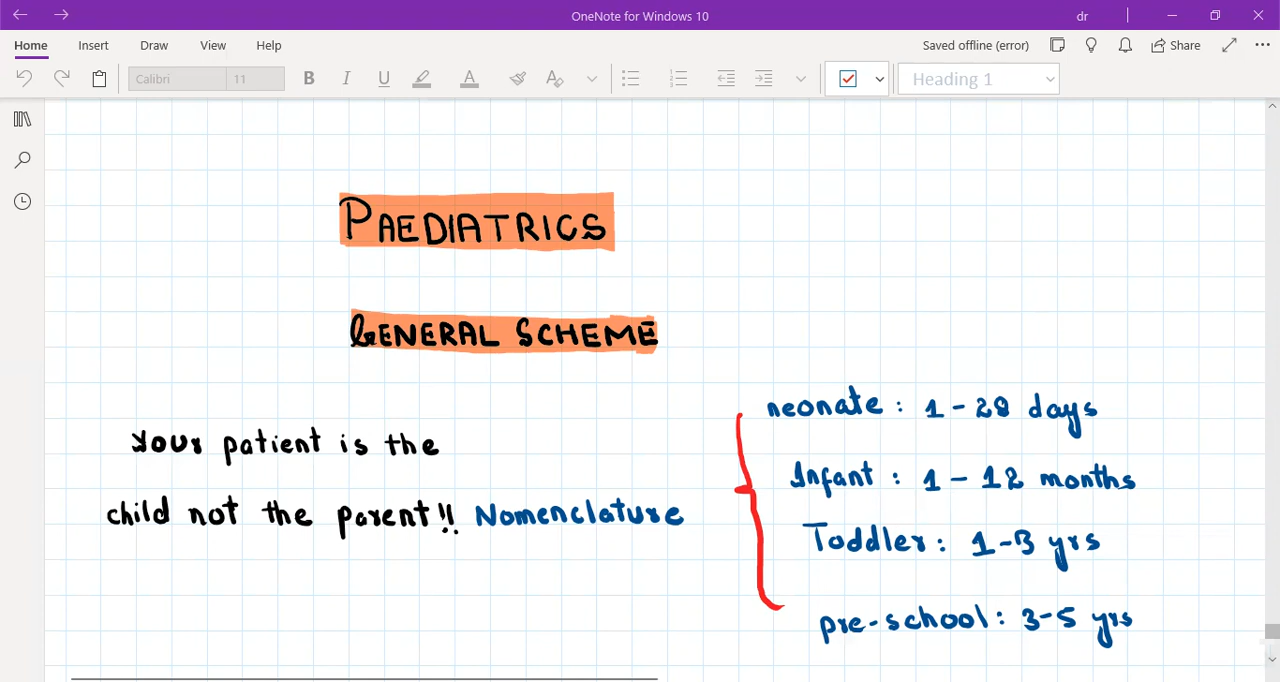 OneNote for Windows 10
dr
Home Insert Draw View Help
Saved offline (error)
Share
Calibri 11
B I U A
Heading 1
PAEDIATRICS
GENERAL SCHEME
neonate : 1 - 28 days
Your patient is the
Infant : 1 - 12 months
child not the parent!! Nomenclature
Toddler : 1-3 yrs
pre-school : 3-5 yrs